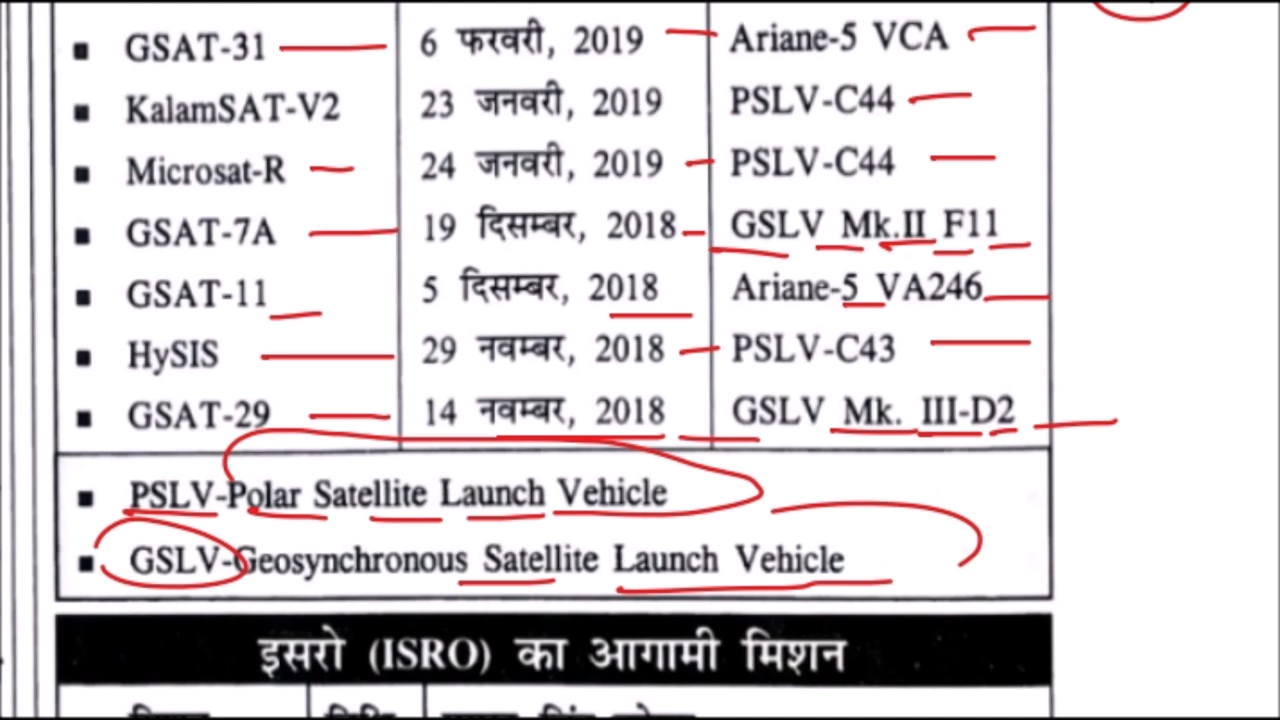 ▪ GSAT-31 6 फरवरी, 2019 Ariane-5 VCA
▪ KalamSAT-V2 23 जनवरी, 2019 PSLV-C44
▪ Microsat-R 24 जनवरी, 2019 PSLV-C44
▪ GSAT-7A 19 दिसम्बर, 2018 GSLV Mk.II F11
▪ GSAT-11 5 दिसम्बर, 2018 Ariane-5 VA246
▪ HySIS 29 नवम्बर, 2018 PSLV-C43
▪ GSAT-29 14 नवम्बर, 2018 GSLV Mk. III-D2
▪ PSLV-Polar Satellite Launch Vehicle
▪ GSLV-Geosynchronous Satellite Launch Vehicle
इसरो (ISRO) का आगामी मिशन